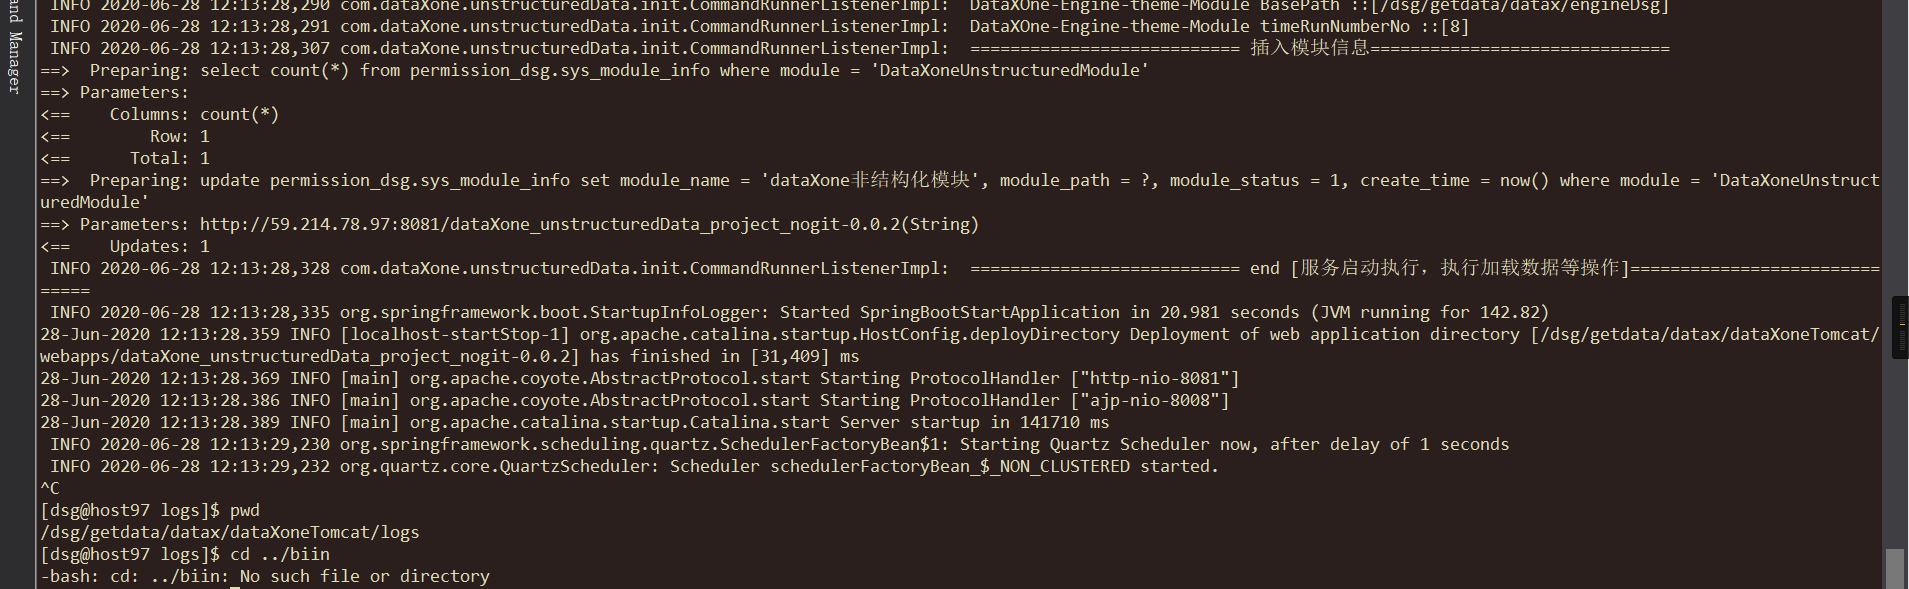 and Manager
INFO 2020-06-28 12:13:28,290 com.dataXone.unstructuredData.init.CommandRunnerListenerImpl:  DataXOne-Engine-theme-Module BasePath ::[/dsg/getdata/datax/engineDsg]
INFO 2020-06-28 12:13:28,291 com.dataXone.unstructuredData.init.CommandRunnerListenerImpl:  DataXOne-Engine-theme-Module timeRunNumberNo ::[8]
INFO 2020-06-28 12:13:28,307 com.dataXone.unstructuredData.init.CommandRunnerListenerImpl:  =========================== 插入模块信息==============================
==>  Preparing: select count(*) from permission_dsg.sys_module_info where module = 'DataXoneUnstructuredModule'
==> Parameters:
<==    Columns: count(*)
<==        Row: 1
<==      Total: 1
==>  Preparing: update permission_dsg.sys_module_info set module_name = 'dataXone非结构化模块', module_path = ?, module_status = 1, create_time = now() where module = 'DataXoneUnstruct
uredModule'
==> Parameters: http://59.214.78.97:8081/dataXone_unstructuredData_project_nogit-0.0.2(String)
<==    Updates: 1
INFO 2020-06-28 12:13:28,328 com.dataXone.unstructuredData.init.CommandRunnerListenerImpl:  =========================== end [服务启动执行，执行加载数据等操作]=========================
=====
INFO 2020-06-28 12:13:28,335 org.springframework.boot.StartupInfoLogger: Started SpringBootStartApplication in 20.981 seconds (JVM running for 142.82)
28-Jun-2020 12:13:28.359 INFO [localhost-startStop-1] org.apache.catalina.startup.HostConfig.deployDirectory Deployment of web application directory [/dsg/getdata/datax/dataXoneTomcat/
webapps/dataXone_unstructuredData_project_nogit-0.0.2] has finished in [31,409] ms
28-Jun-2020 12:13:28.369 INFO [main] org.apache.coyote.AbstractProtocol.start Starting ProtocolHandler ["http-nio-8081"]
28-Jun-2020 12:13:28.386 INFO [main] org.apache.coyote.AbstractProtocol.start Starting ProtocolHandler ["ajp-nio-8008"]
28-Jun-2020 12:13:28.389 INFO [main] org.apache.catalina.startup.Catalina.start Server startup in 141710 ms
INFO 2020-06-28 12:13:29,230 org.springframework.scheduling.quartz.SchedulerFactoryBean$1: Starting Quartz Scheduler now, after delay of 1 seconds
INFO 2020-06-28 12:13:29,232 org.quartz.core.QuartzScheduler: Scheduler schedulerFactoryBean_$_NON_CLUSTERED started.
^C
[dsg@host97 logs]$ pwd
/dsg/getdata/datax/dataXoneTomcat/logs
[dsg@host97 logs]$ cd ../biin
-bash: cd: ../biin: No such file or directory